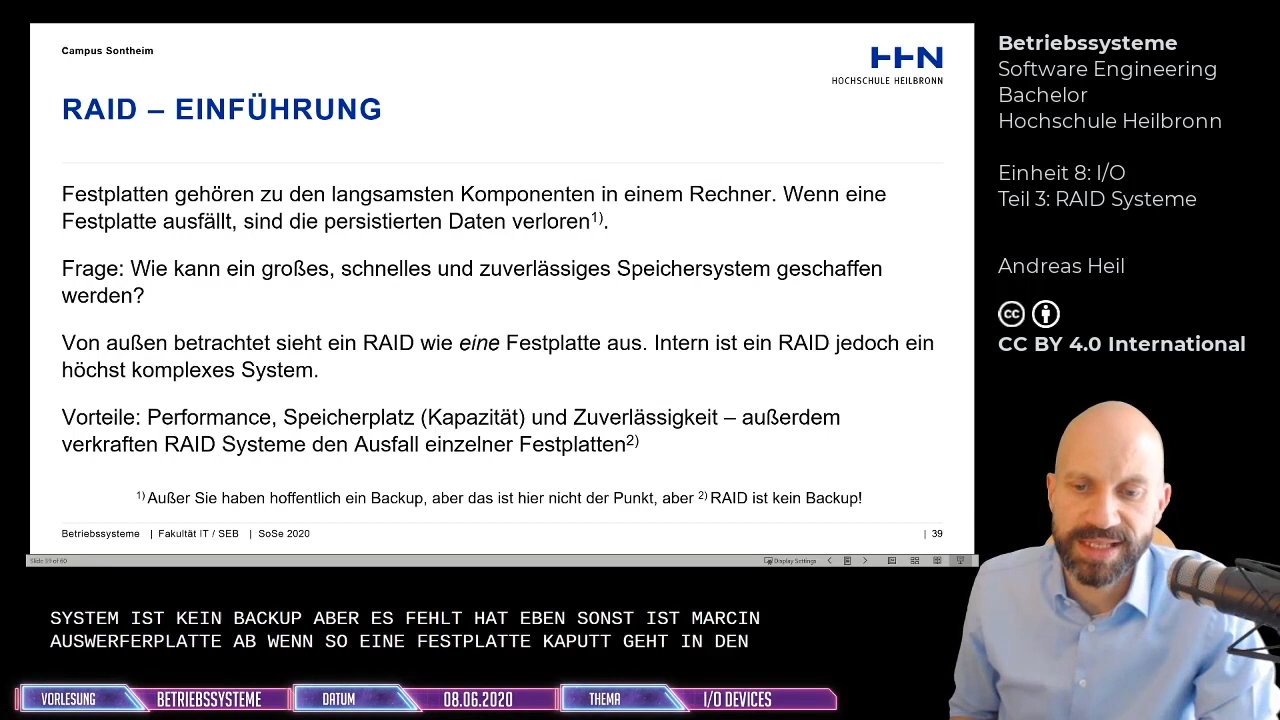 Campus Sontheim
HHN
HOCHSCHULE HEILBRONN
RAID – EINFÜHRUNG
Festplatten gehören zu den langsamsten Komponenten in einem Rechner. Wenn eine
Festplatte ausfällt, sind die persistierten Daten verloren1).
Frage: Wie kann ein großes, schnelles und zuverlässiges Speichersystem geschaffen
werden?
Von außen betrachtet sieht ein RAID wie eine Festplatte aus. Intern ist ein RAID jedoch ein
höchst komplexes System.
Vorteile: Performance, Speicherplatz (Kapazität) und Zuverlässigkeit – außerdem
verkraften RAID Systeme den Ausfall einzelner Festplatten2)
1) Außer Sie haben hoffentlich ein Backup, aber das ist hier nicht der Punkt, aber 2) RAID ist kein Backup!
Betriebssysteme | Fakultät IT / SEB | SoSe 2020 | 39
Slide 39 of 60 Display Settings
Betriebssysteme
Software Engineering
Bachelor
Hochschule Heilbronn
Einheit 8: I/O
Teil 3: RAID Systeme
Andreas Heil
cc
CC BY 4.0 International
SYSTEM IST KEIN BACKUP ABER ES FEHLT HAT EBEN SONST IST MARCIN
AUSWERFERPLATTE AB WENN SO EINE FESTPLATTE KAPUTT GEHT IN DEN
VORLESUNG BETRIEBSSYSTEME DATUM 08.06.2020 THEMA I/O DEVICES